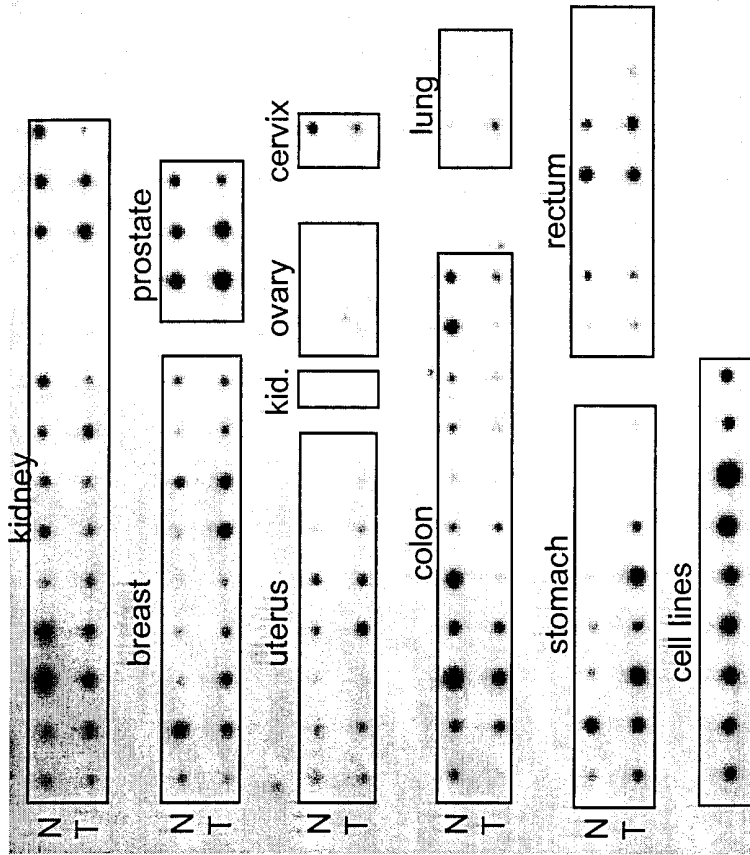 kidney
N
T
breast
prostate
N
T
uterus
kid.
ovary
cervix
N
T
colon
lung
N
T
stomach
rectum
N
T
cell lines